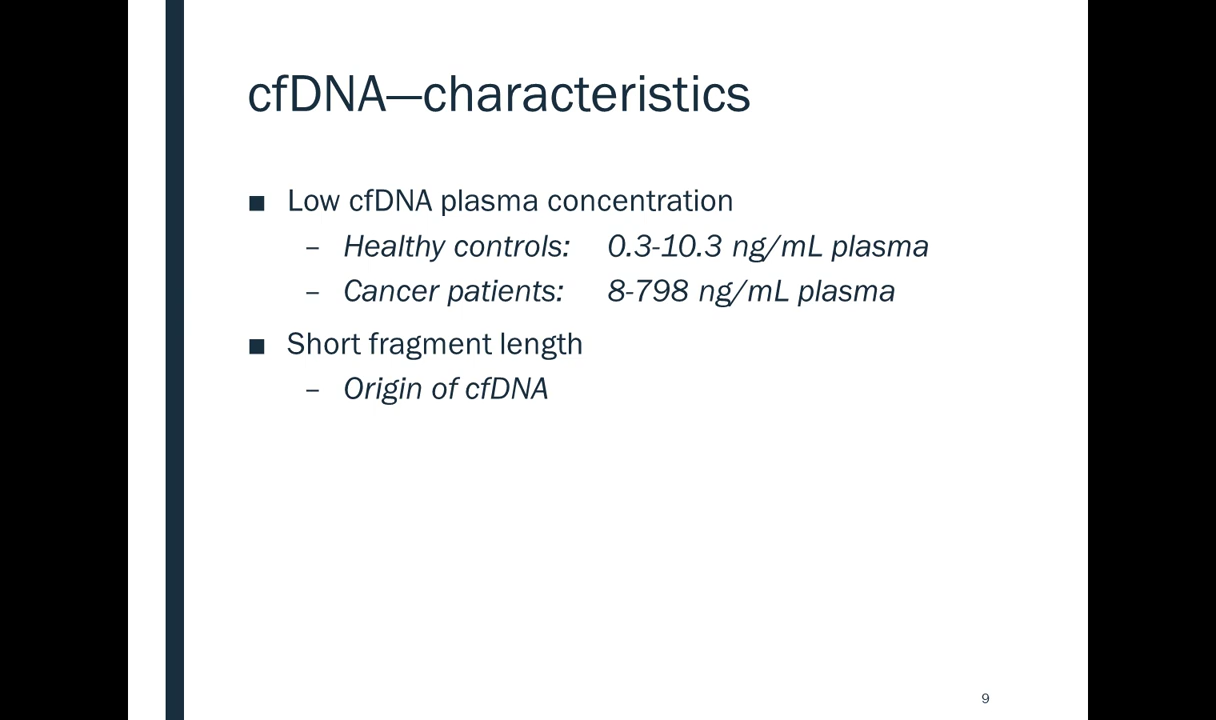 cfDNA—characteristics
■ Low cfDNA plasma concentration
– Healthy controls: 0.3-10.3 ng/mL plasma
– Cancer patients: 8-798 ng/mL plasma
■ Short fragment length
– Origin of cfDNA
9